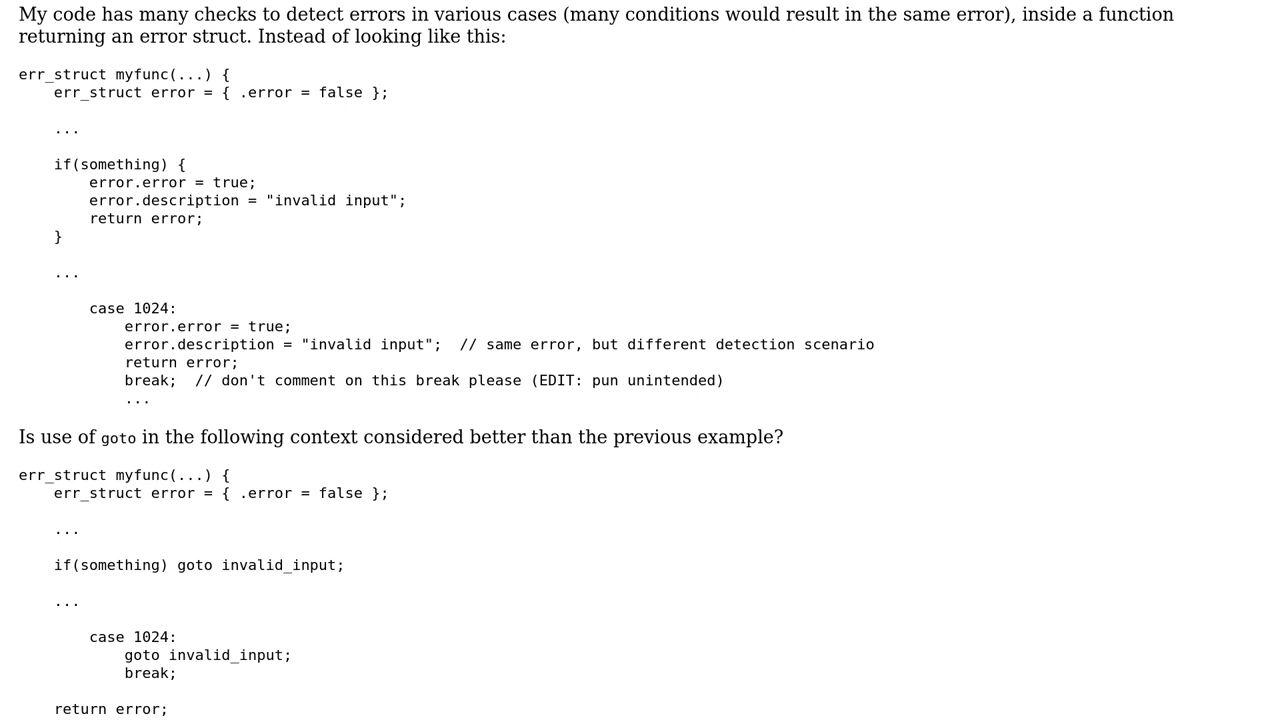 My code has many checks to detect errors in various cases (many conditions would result in the same error), inside a function
returning an error struct. Instead of looking like this:
err_struct myfunc(...) {
    err_struct error = { .error = false };
    ...
    if(something) {
        error.error = true;
        error.description = "invalid input";
        return error;
    }
    ...
        case 1024:
            error.error = true;
            error.description = "invalid input";  // same error, but different detection scenario
            return error;
            break;  // don't comment on this break please (EDIT: pun unintended)
            ...
Is use of goto in the following context considered better than the previous example?
err_struct myfunc(...) {
    err_struct error = { .error = false };
    ...
    if(something) goto invalid_input;
    ...
        case 1024:
            goto invalid_input;
            break;
    return error;